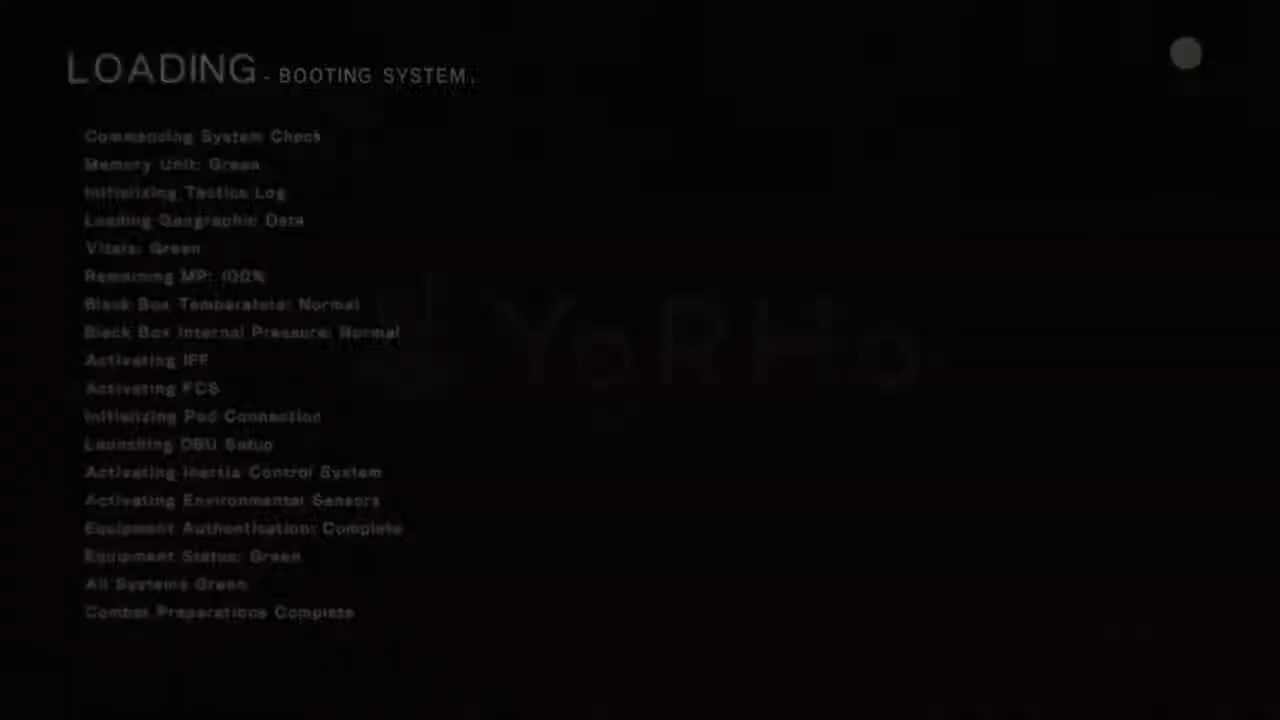 LOADING - BOOTING SYSTEM.
Commencing System Check
Memory Unit: Green
Initializing Tactics Log
Loading Geographic Data
Vitals: Green
Remaining MP: 100%
Black Box Temperature: Normal
Black Box Internal Pressure: Normal
YoRHa
Activating IFF
Activating FCS
Initializing Pod Connection
Launching DBU Setup
Activating Inertia Control System
Activating Environmental Sensors
Equipment Authentication: Complete
Equipment Status: Green
All Systems Green
Combat Preparations Complete